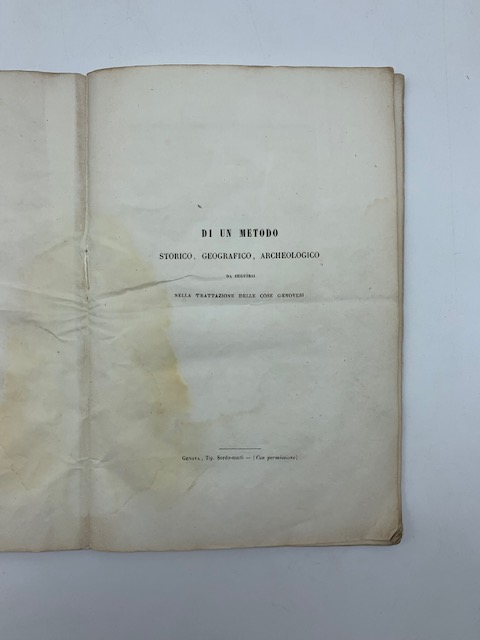 DI UN METODO
STORICO, GEOGRAFICO, ARCHEOLOGICO
DA SEGUIRSI
NELLA TRATTAZIONE DELLE COSE GENOVESI
GENOVA, Tip. Sordo-muti — (Con permissione)